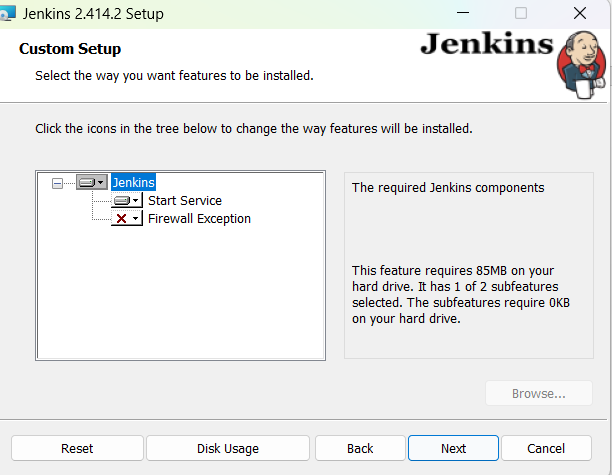 Jenkins 2.414.2 Setup
Custom Setup
Jenkins
Select the way you want features to be installed.
Click the icons in the tree below to change the way features will be installed.
Jenkins
Start Service
Firewall Exception
The required Jenkins components
This feature requires 85MB on your
hard drive. It has 1 of 2 subfeatures
selected. The subfeatures require 0KB
on your hard drive.
Browse...
Reset
Disk Usage
Back
Next
Cancel